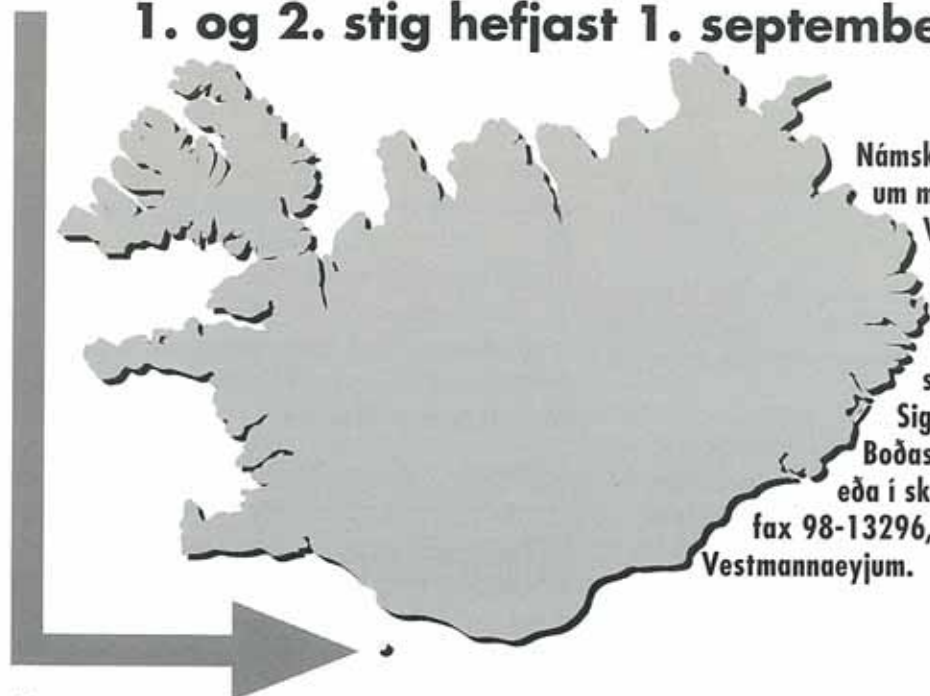 1. og 2. stig hefjast 1. septembe
Námsk
um m
V
s
Sig
Boðas
eða í sk
fax 98-13296,
Vestmannaeyjum.